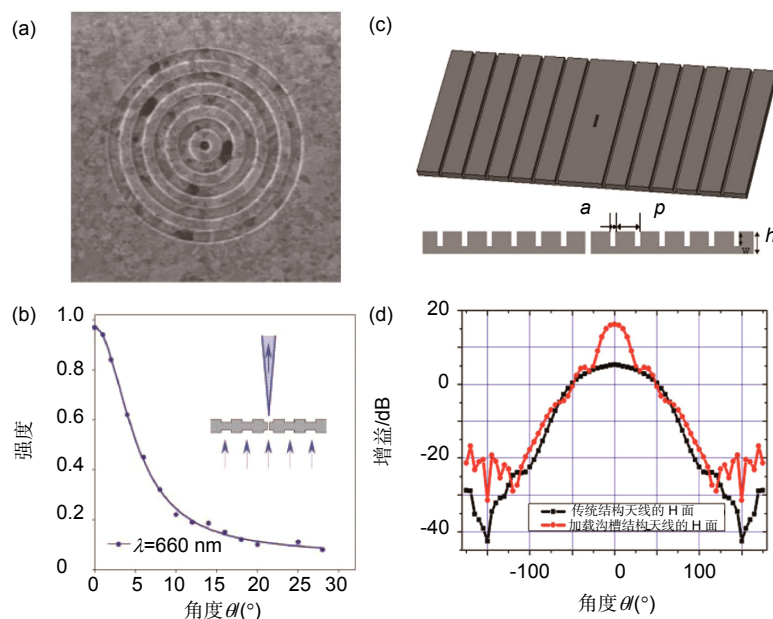 (a)
(c)
a
p
h
w
(b)
1.0
0.8
0.6
0.4
0.2
0
强度
λ=660 nm
0 5 10 15 20 25 30
角度θ/(°)
(d)
20
0
-20
-40
增益/dB
传统结构天线的 H 面
加载沟槽结构天线的 H 面
-100 0 100
角度θ/(°)